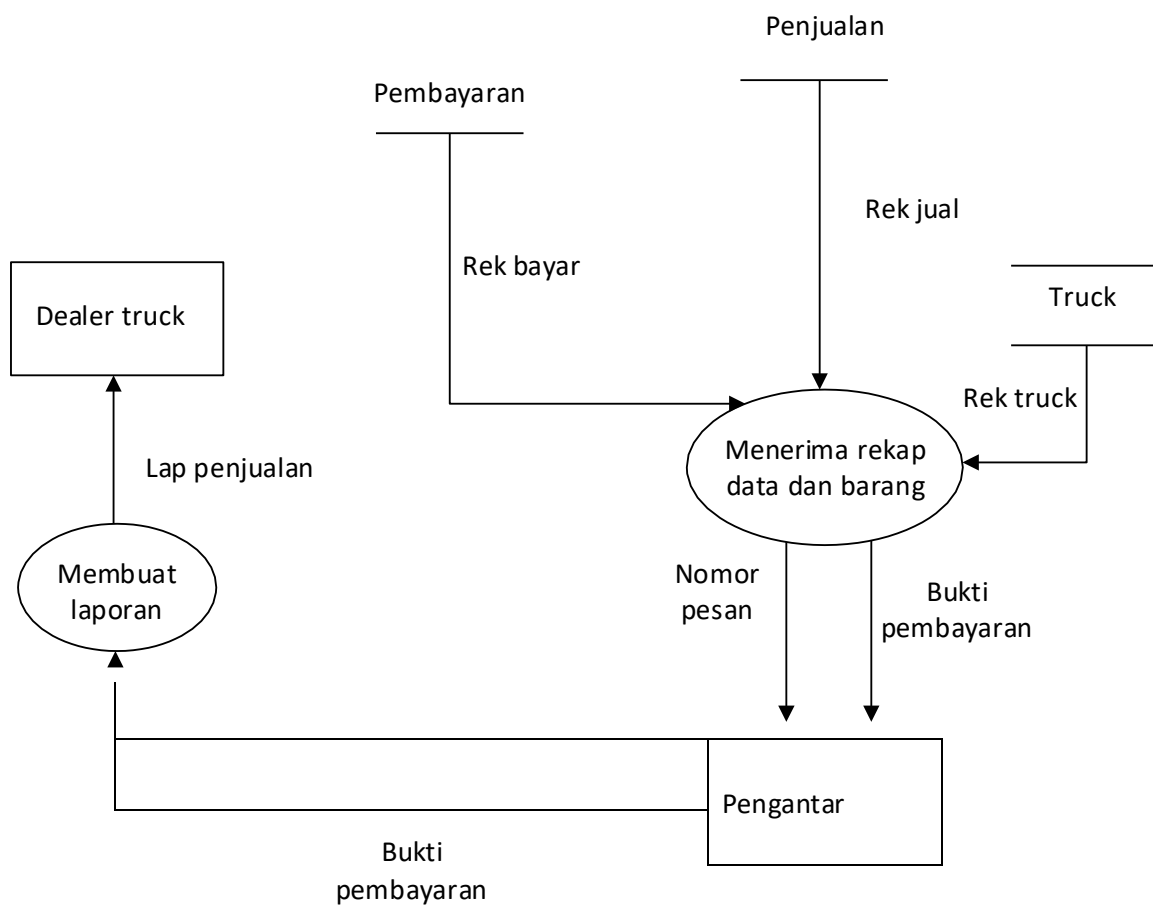 Penjualan
Pembayaran
Rek jual
Rek bayar
Dealer truck
Truck
Rek truck
Menerima rekap
data dan barang
Lap penjualan
Membuat
laporan
Nomor
pesan
Bukti
pembayaran
Pengantar
Bukti
pembayaran